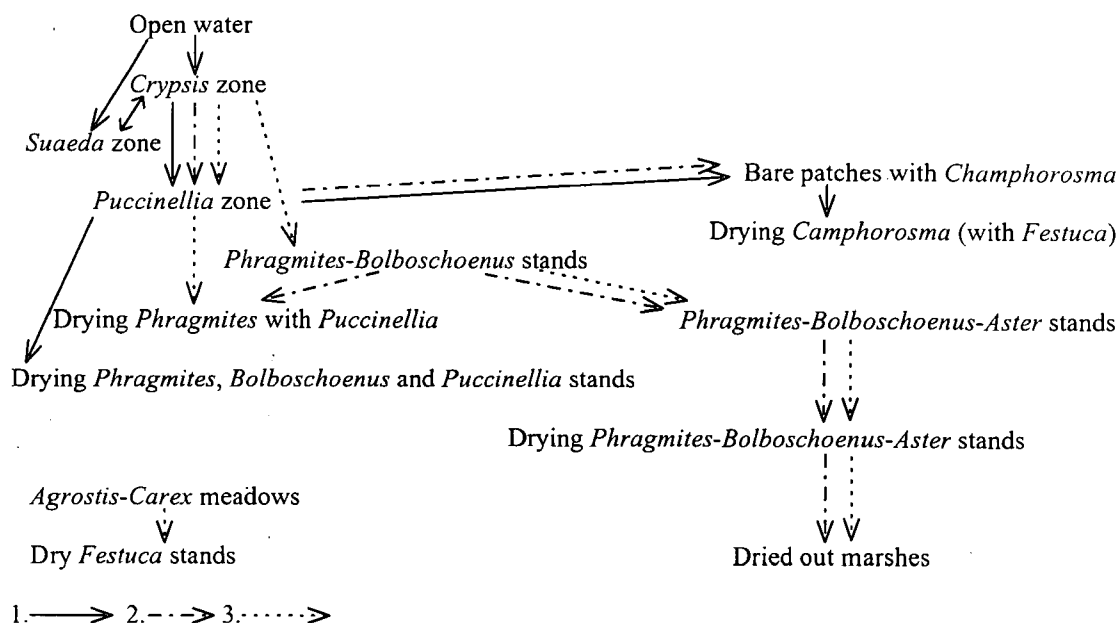 Open water
Crypsis zone
Suaeda zone
Puccinellia zone
Bare patches with Champhorosma
Drying Camphorosma (with Festuca)
Phragmites-Bolboschoenus stands
Drying Phragmites with Puccinellia
Phragmites-Bolboschoenus-Aster stands
Drying Phragmites, Bolboschoenus and Puccinellia stands
Drying Phragmites-Bolboschoenus-Aster stands
Agrostis-Carex meadows
Dry Festuca stands
Dried out marshes
1. 2. 3.